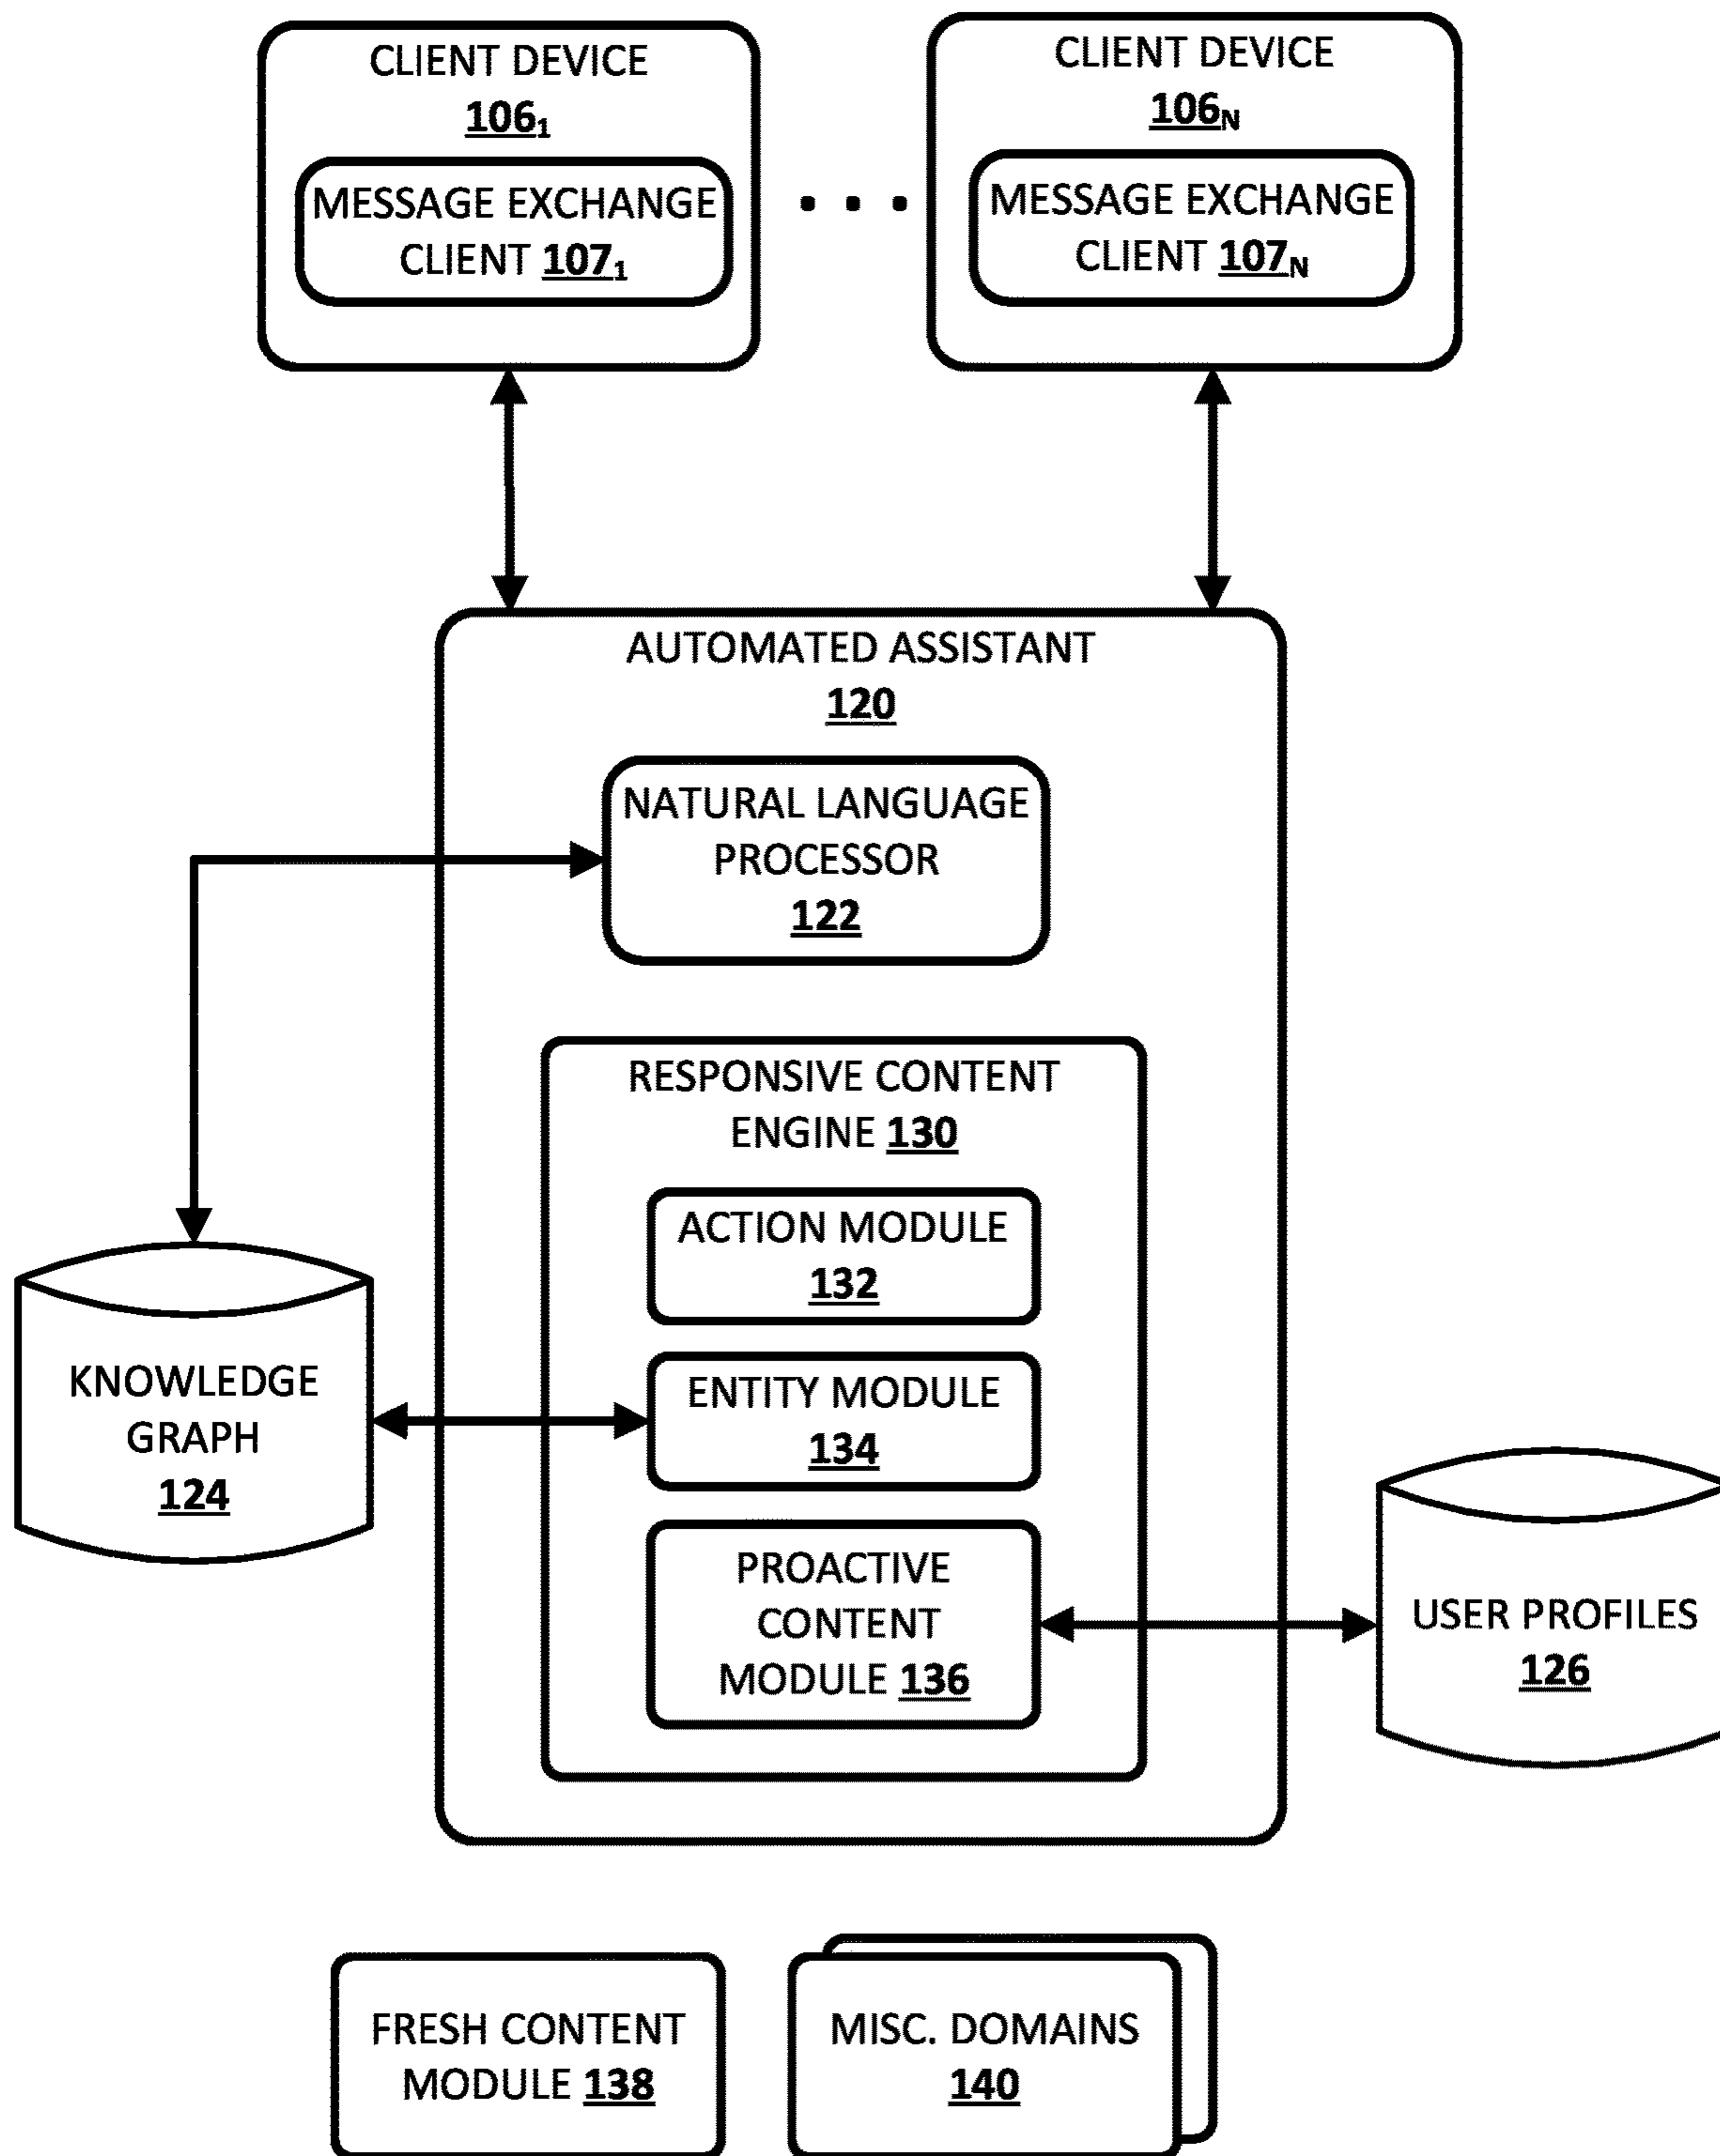 CLIENT DEVICE
106₁
MESSAGE EXCHANGE
CLIENT 107₁
CLIENT DEVICE
106ɴ
MESSAGE EXCHANGE
CLIENT 107ɴ
AUTOMATED ASSISTANT
120
NATURAL LANGUAGE
PROCESSOR
122
RESPONSIVE CONTENT
ENGINE 130
ACTION MODULE
132
ENTITY MODULE
134
PROACTIVE
CONTENT
MODULE 136
KNOWLEDGE
GRAPH
124
USER PROFILES
126
FRESH CONTENT
MODULE 138
MISC. DOMAINS
140